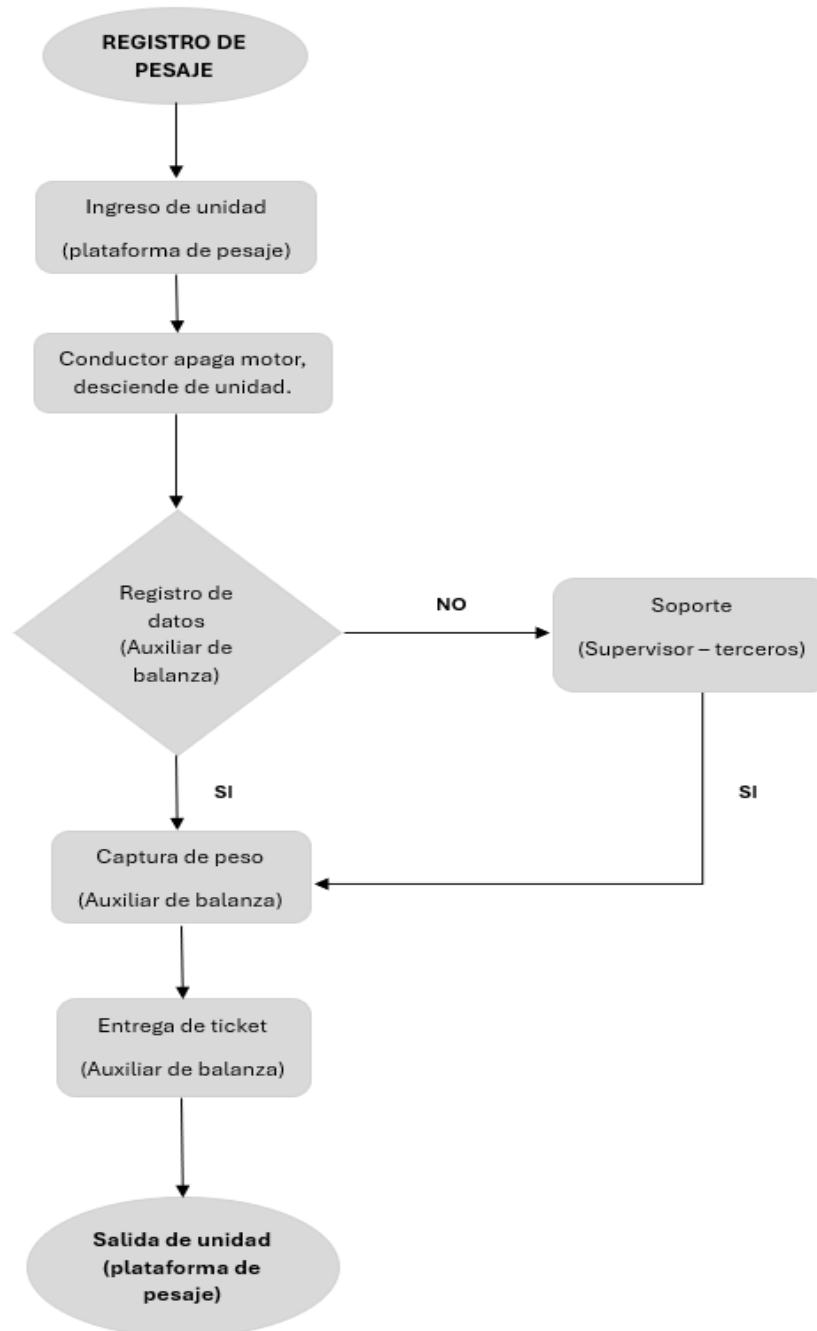 REGISTRO DE
PESAJE
Ingreso de unidad
(plataforma de pesaje)
Conductor apaga motor,
desciende de unidad.
Registro de
datos
(Auxiliar de
balanza)
NO
Soporte
(Supervisor – terceros)
SI
SI
Captura de peso
(Auxiliar de balanza)
Entrega de ticket
(Auxiliar de balanza)
Salida de unidad
(plataforma de
pesaje)